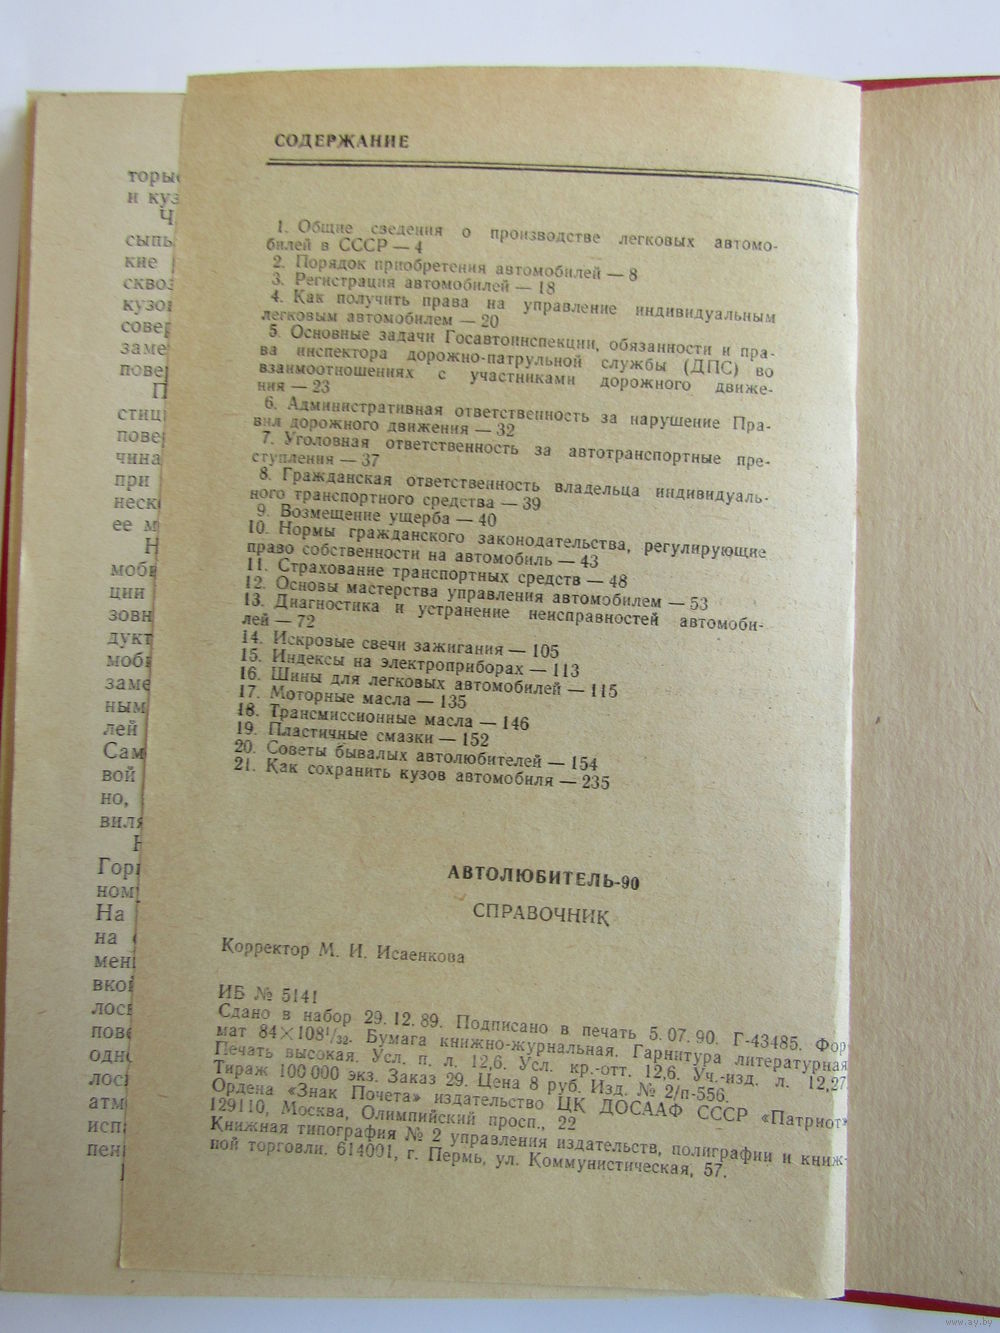 СОДЕРЖАНИЕ
1. Общие сведения о производстве легковых автомо-
билей в СССР — 4
2. Порядок приобретения автомобилей — 8
3. Регистрация автомобилей — 18
4. Как получить права на управление индивидуальным
легковым автомобилем — 20
5. Основные задачи Госавтоинспекции, обязанности и пра-
ва инспектора дорожно-патрульной службы (ДПС) во
взаимоотношениях с участниками дорожного движе-
ния — 23
6. Административная ответственность за нарушение Пра-
вил дорожного движения — 32
7. Уголовная ответственность за автотранспортные пре-
ступления — 37
8. Гражданская ответственность владельца индивидуаль-
ного транспортного средства — 39
9. Возмещение ущерба — 40
10. Нормы гражданского законодательства, регулирующие
право собственности на автомобиль — 43
11. Страхование транспортных средств — 48
12. Основы мастерства управления автомобилем — 53
13. Диагностика и устранение неисправностей автомоби-
лей — 72
14. Искровые свечи зажигания — 105
15. Индексы на электроприборах — 113
16. Шины для легковых автомобилей — 115
17. Моторные масла — 135
18. Трансмиссионные масла — 146
19. Пластичные смазки — 152
20. Советы бывалых автолюбителей — 154
21. Как сохранить кузов автомобиля — 235
АВТОЛЮБИТЕЛЬ-90
СПРАВОЧНИК
Корректор М. И. Исаенкова
ИБ № 5141
Сдано в набор 29.12.89. Подписано в печать 5.07.90. Г-43485. Фор
мат 84×108¹/₃₂. Бумага книжно-журнальная. Гарнитура литературная
Печать высокая. Усл. п. л. 12,6. Усл. кр.-отт. 12,6. Уч.-изд. л. 12,27
Тираж 100 000 экз. Заказ 29. Цена 8 руб. Изд. № 2/п-556.
Ордена «Знак Почета» издательство ЦК ДОСААФ СССР «Патриот»
129110, Москва, Олимпийский просп., 22
Книжная типография № 2 управления издательств, полиграфии и книж-
ной торговли. 614001, г. Пермь, ул. Коммунистическая, 57.
www.ay.by